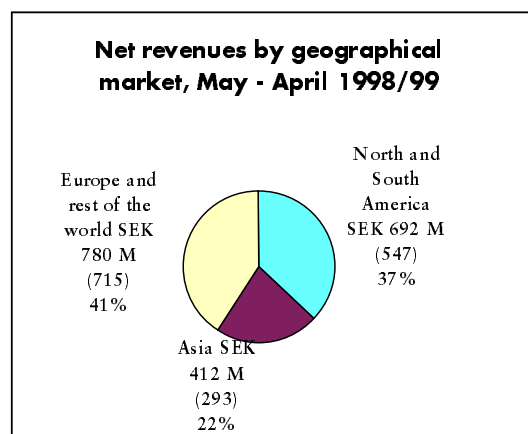 Net revenues by geographical
market, May - April 1998/99
North and
South
America
SEK 692 M
(547)
37%
Europe and
rest of the
world SEK
780 M
(715)
41%
Asia SEK
412 M
(293)
22%